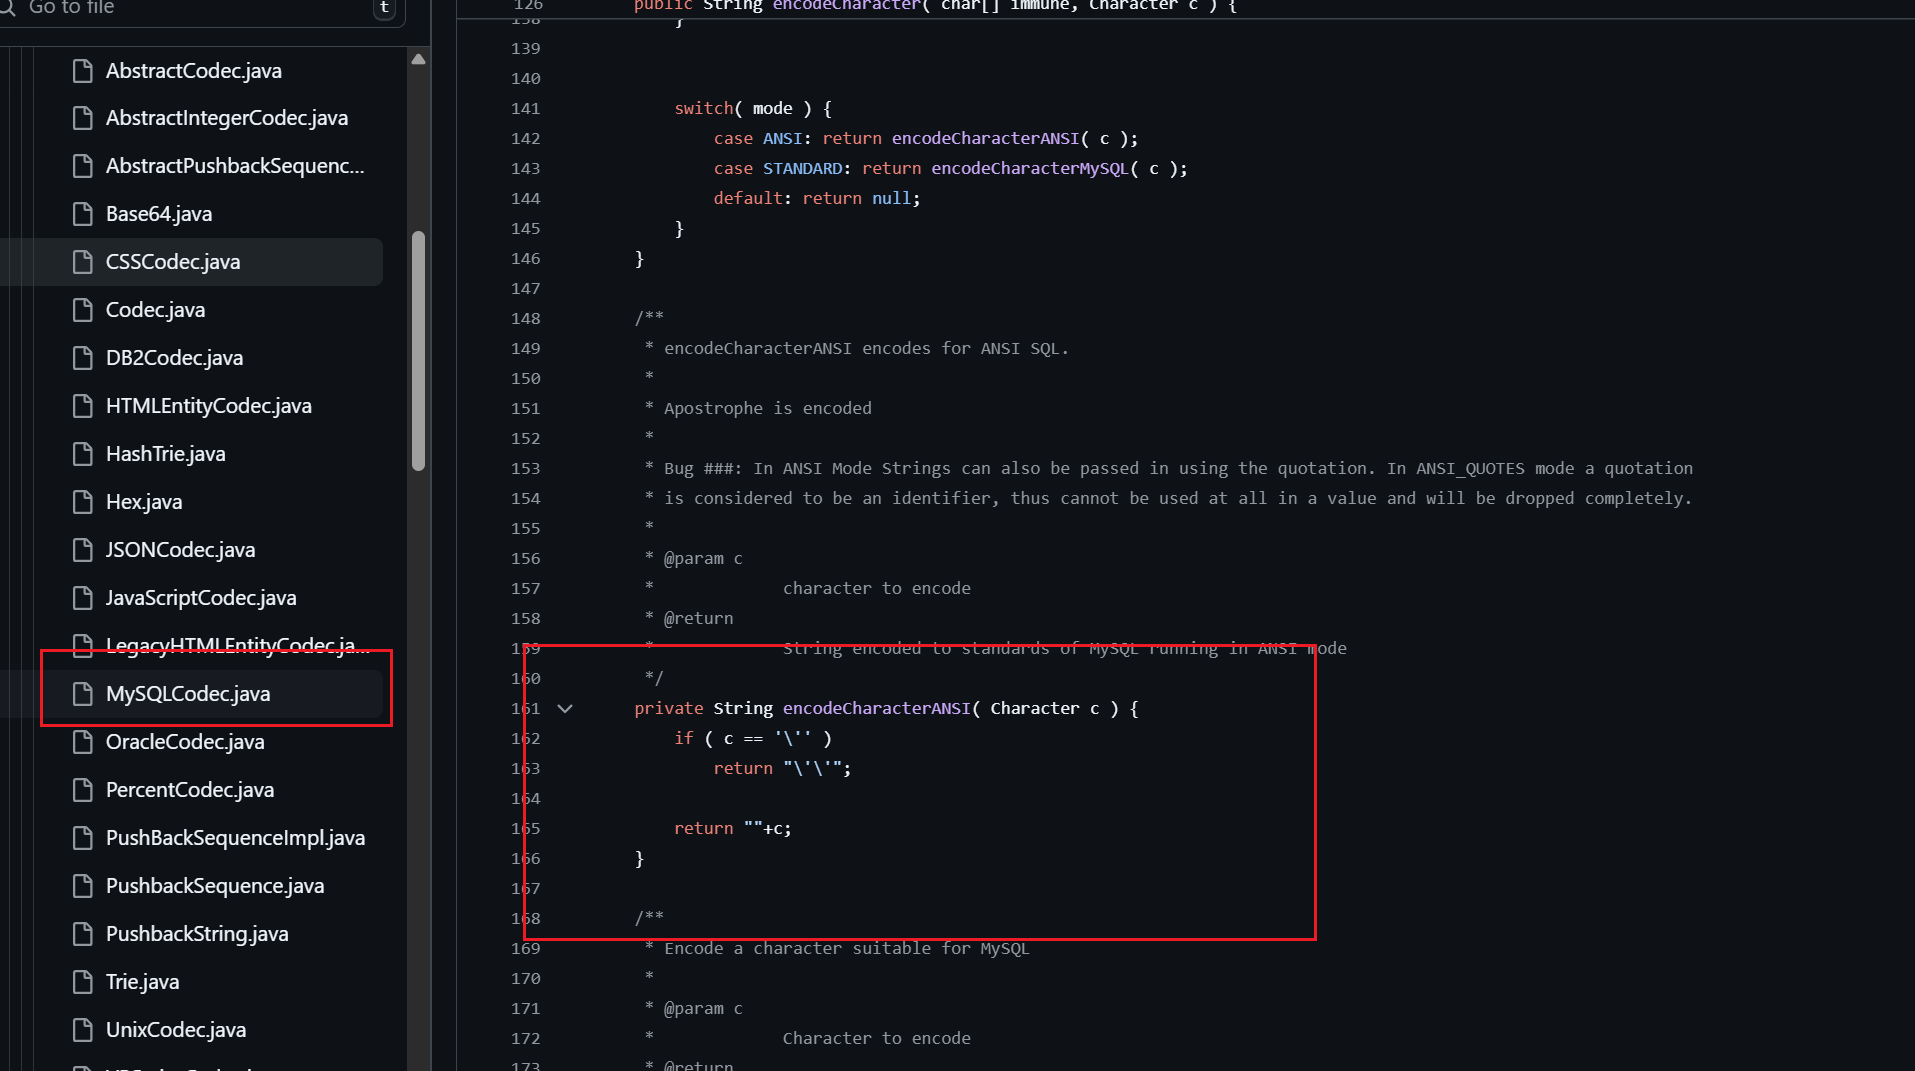 Go to file
t
AbstractCodec.java
AbstractIntegerCodec.java
AbstractPushbackSequenc...
Base64.java
CSSCodec.java
Codec.java
DB2Codec.java
HTMLEntityCodec.java
HashTrie.java
Hex.java
JSONCodec.java
JavaScriptCodec.java
LegacyHTMLEntityCodec.ja...
MySQLCodec.java
OracleCodec.java
PercentCodec.java
PushBackSequenceImpl.java
PushbackSequence.java
PushbackString.java
Trie.java
UnixCodec.java
126 public String encodeCharacter( char[] immune, Character c ) {
138 }
139
140
141 switch( mode ) {
142 case ANSI: return encodeCharacterANSI( c );
143 case STANDARD: return encodeCharacterMySQL( c );
144 default: return null;
145 }
146 }
147
148 /**
149 * encodeCharacterANSI encodes for ANSI SQL.
150 *
151 * Apostrophe is encoded
152 *
153 * Bug ###: In ANSI Mode Strings can also be passed in using the quotation. In ANSI_QUOTES mode a quotation
154 * is considered to be an identifier, thus cannot be used at all in a value and will be dropped completely.
155 *
156 * @param c
157 * character to encode
158 * @return
159 * String encoded to standards of MySQL running in ANSI mode
160 */
161 private String encodeCharacterANSI( Character c ) {
162 if ( c == '\'' )
163 return "\'\'";
164
165 return ""+c;
166 }
167
168 /**
169 * Encode a character suitable for MySQL
170 *
171 * @param c
172 * Character to encode
173 * @return